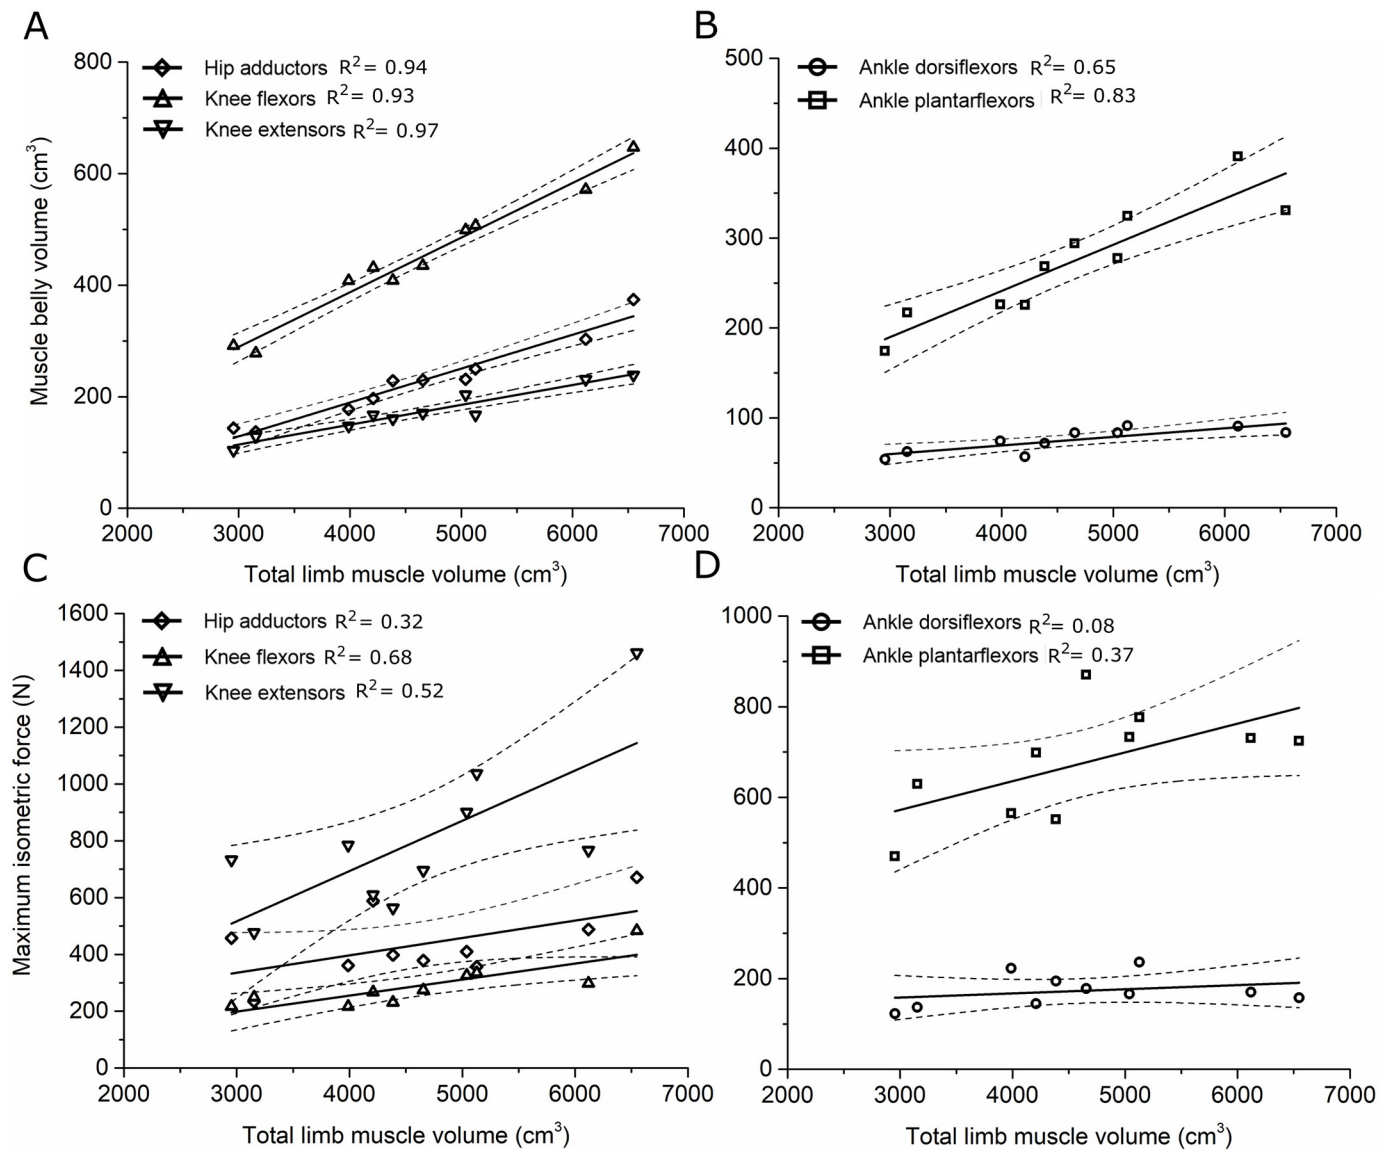 A
Hip adductors R²= 0.94
Knee flexors R²= 0.93
Knee extensors R²= 0.97
Muscle belly volume (cm³)
800
600
400
200
0
2000 3000 4000 5000 6000 7000
Total limb muscle volume (cm³)
B
Ankle dorsiflexors R²= 0.65
Ankle plantarflexors R²= 0.83
500
400
300
200
100
0
2000 3000 4000 5000 6000 7000
Total limb muscle volume (cm³)
C
Hip adductors R²= 0.32
Knee flexors R²= 0.68
Knee extensors R²= 0.52
Maximum isometric force (N)
1600
1400
1200
1000
800
600
400
200
0
2000 3000 4000 5000 6000 7000
Total limb muscle volume (cm³)
D
Ankle dorsiflexors R²= 0.08
Ankle plantarflexors R²= 0.37
1000
800
600
400
200
0
2000 3000 4000 5000 6000 7000
Total limb muscle volume (cm³)